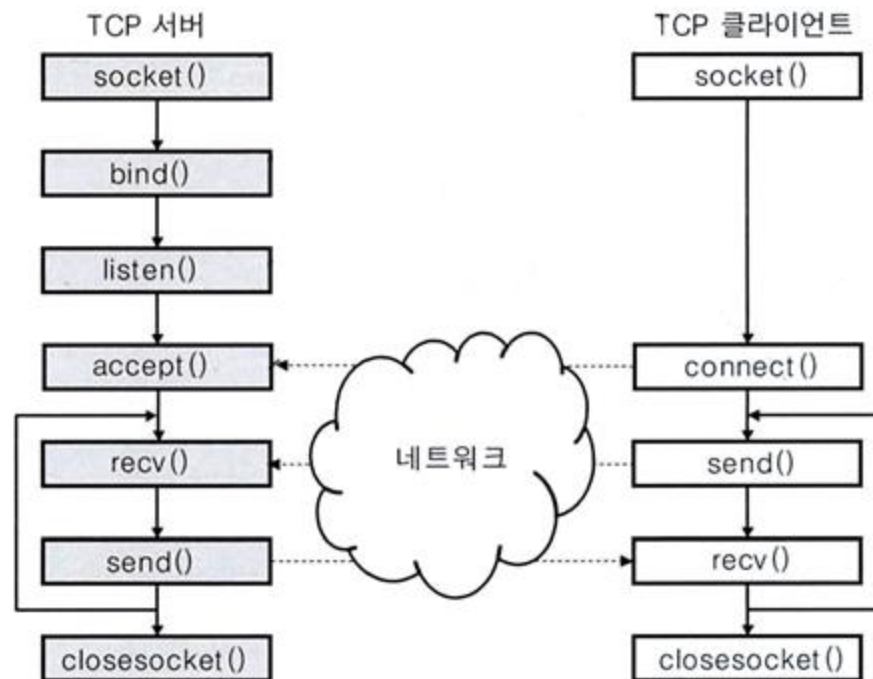 TCP 서버
socket()
bind()
listen()
accept()
recv()
send()
closesocket()
네트워크
TCP 클라이언트
socket()
connect()
send()
recv()
closesocket()